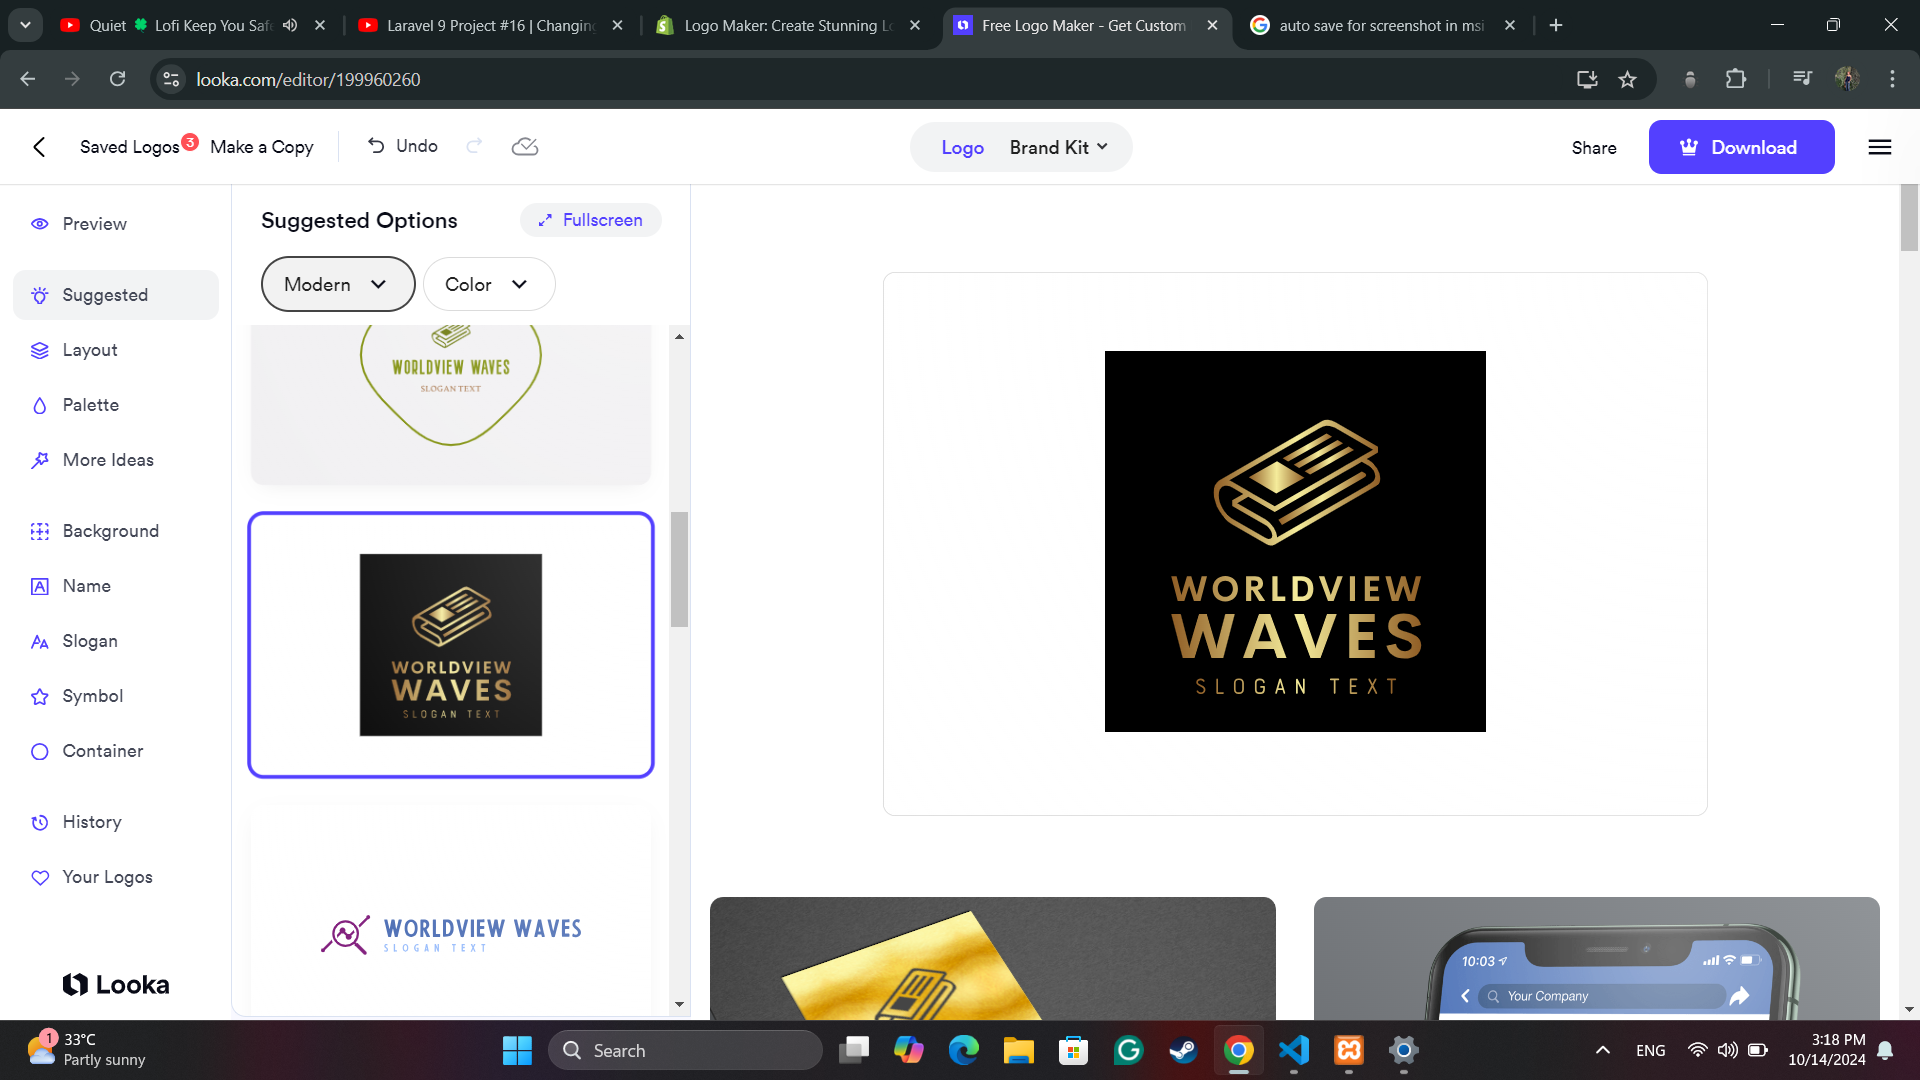 Quiet 🍀 Lofi Keep You Safe
Laravel 9 Project #16 | Changing
Logo Maker: Create Stunning Lo
Free Logo Maker - Get Custom
auto save for screenshot in msi
looka.com/editor/199960260
Saved Logos 3
Make a Copy
Undo
Logo
Brand Kit
Share
Download
Preview
Suggested
Layout
Palette
More Ideas
Background
Name
Slogan
Symbol
Container
History
Your Logos
Looka
Suggested Options
Fullscreen
Modern
Color
WORLDVIEW WAVES
SLOGAN TEXT
WORLDVIEW
WAVES
SLOGAN TEXT
WORLDVIEW WAVES
SLOGAN TEXT
WORLDVIEW
WAVES
SLOGAN TEXT
10:03
Your Company
1
33°C
Partly sunny
Search
ENG
3:18 PM
10/14/2024